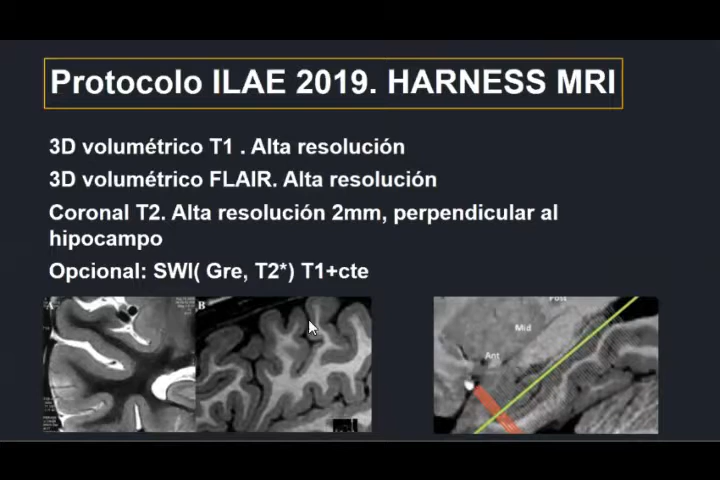 Protocolo ILAE 2019. HARNESS MRI
3D volumétrico T1 . Alta resolución
3D volumétrico FLAIR. Alta resolución
Coronal T2. Alta resolución 2mm, perpendicular al
hipocampo
Opcional: SWI( Gre, T2*) T1+cte
A
B
Post
Mid
Ant